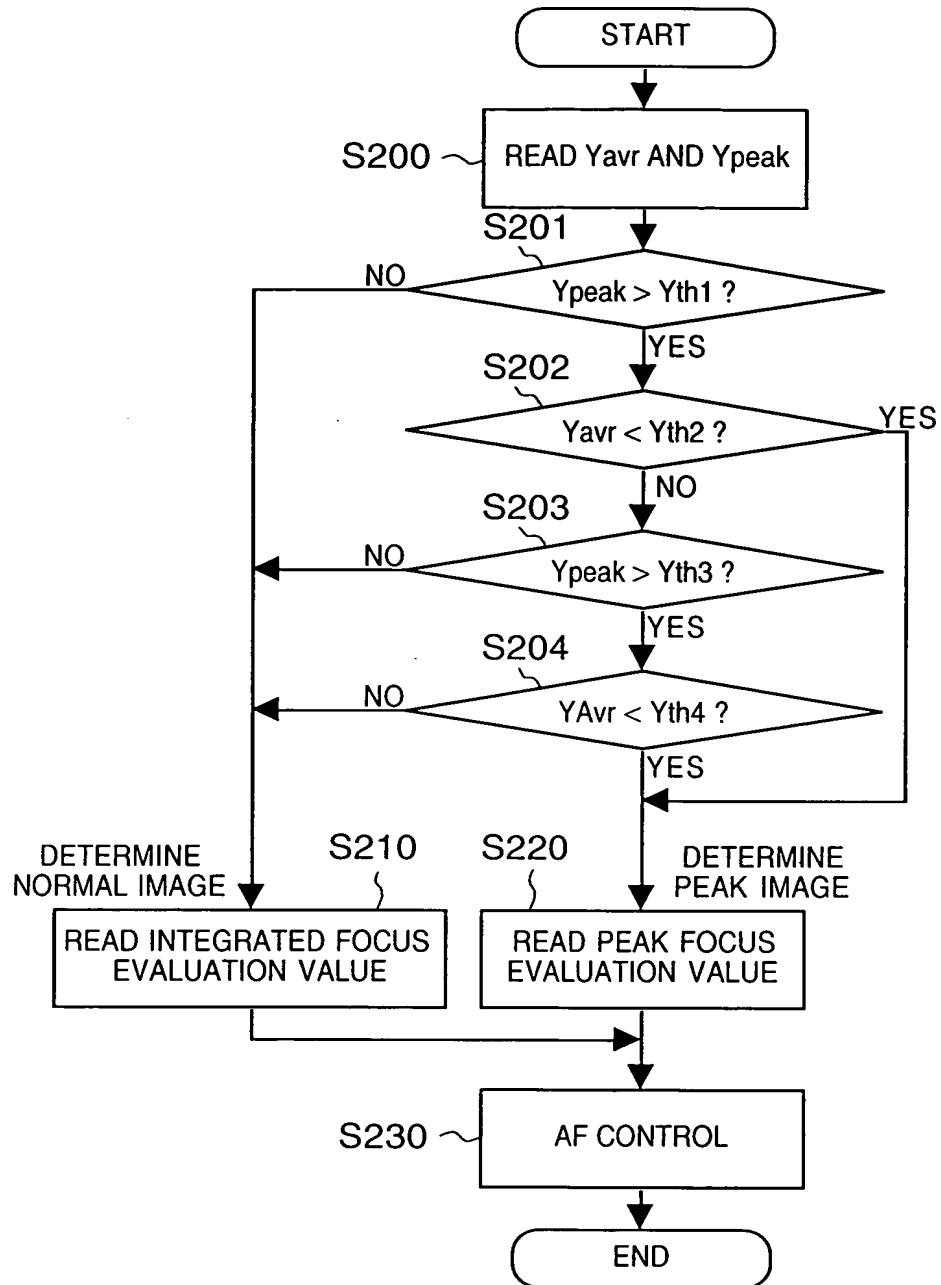 START
S200
READ Yavr AND Ypeak
S201
NO
Ypeak > Yth1 ?
YES
S202
YES
Yavr < Yth2 ?
NO
S203
NO
Ypeak > Yth3 ?
YES
S204
NO
YAvr < Yth4 ?
YES
DETERMINE
NORMAL IMAGE
S210
S220
DETERMINE
PEAK IMAGE
READ INTEGRATED FOCUS
EVALUATION VALUE
READ PEAK FOCUS
EVALUATION VALUE
S230
AF CONTROL
END